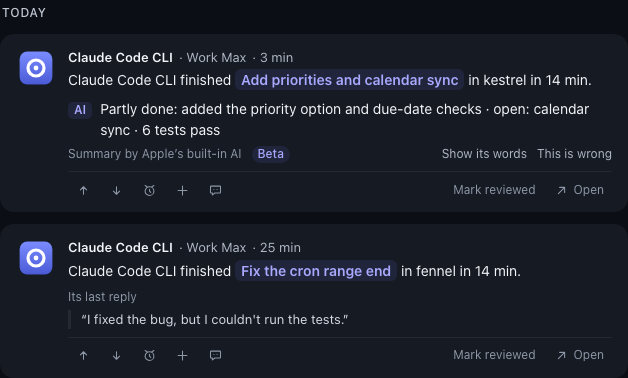 TODAY
Claude Code CLI · Work Max · 3 min
Claude Code CLI finished Add priorities and calendar sync in kestrel in 14 min.
AI Partly done: added the priority option and due-date checks · open: calendar
sync · 6 tests pass
Summary by Apple's built-in AI Beta Show its words This is wrong
Mark reviewed Open
Claude Code CLI · Work Max · 25 min
Claude Code CLI finished Fix the cron range end in fennel in 14 min.
Its last reply
“I fixed the bug, but I couldn't run the tests.”
Mark reviewed Open